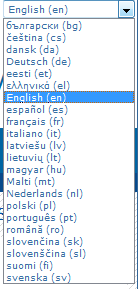 English (en)
български (bg)
čeština (cs)
dansk (da)
Deutsch (de)
eesti (et)
ελληνικά (el)
English (en)
español (es)
français (fr)
italiano (it)
latviešu (lv)
lietuvių (lt)
magyar (hu)
Malti (mt)
Nederlands (nl)
polski (pl)
português (pt)
română (ro)
slovenčina (sk)
slovenščina (sl)
suomi (fi)
svenska (sv)